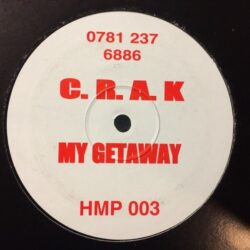 0781 237
6886
C. R. A. K
MY GETAWAY
HMP 003